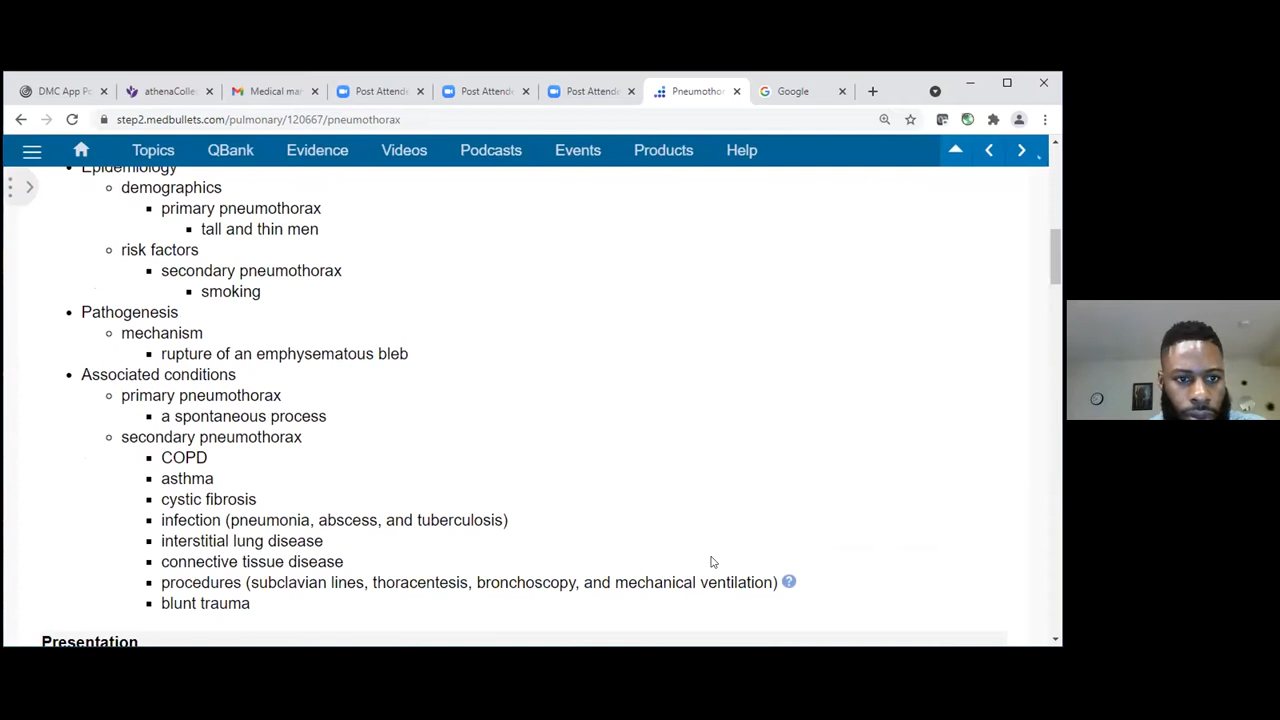 DMC App Po
athenaColle
Medical ma
Post Attende
Post Attende
Post Attende
Pneumotho
Google
step2.medbullets.com/pulmonary/120667/pneumothorax
Topics QBank Evidence Videos Podcasts Events Products Help
Epidemiology
demographics
primary pneumothorax
tall and thin men
risk factors
secondary pneumothorax
smoking
Pathogenesis
mechanism
rupture of an emphysematous bleb
Associated conditions
primary pneumothorax
a spontaneous process
secondary pneumothorax
COPD
asthma
cystic fibrosis
infection (pneumonia, abscess, and tuberculosis)
interstitial lung disease
connective tissue disease
procedures (subclavian lines, thoracentesis, bronchoscopy, and mechanical ventilation) ?
blunt trauma
Presentation